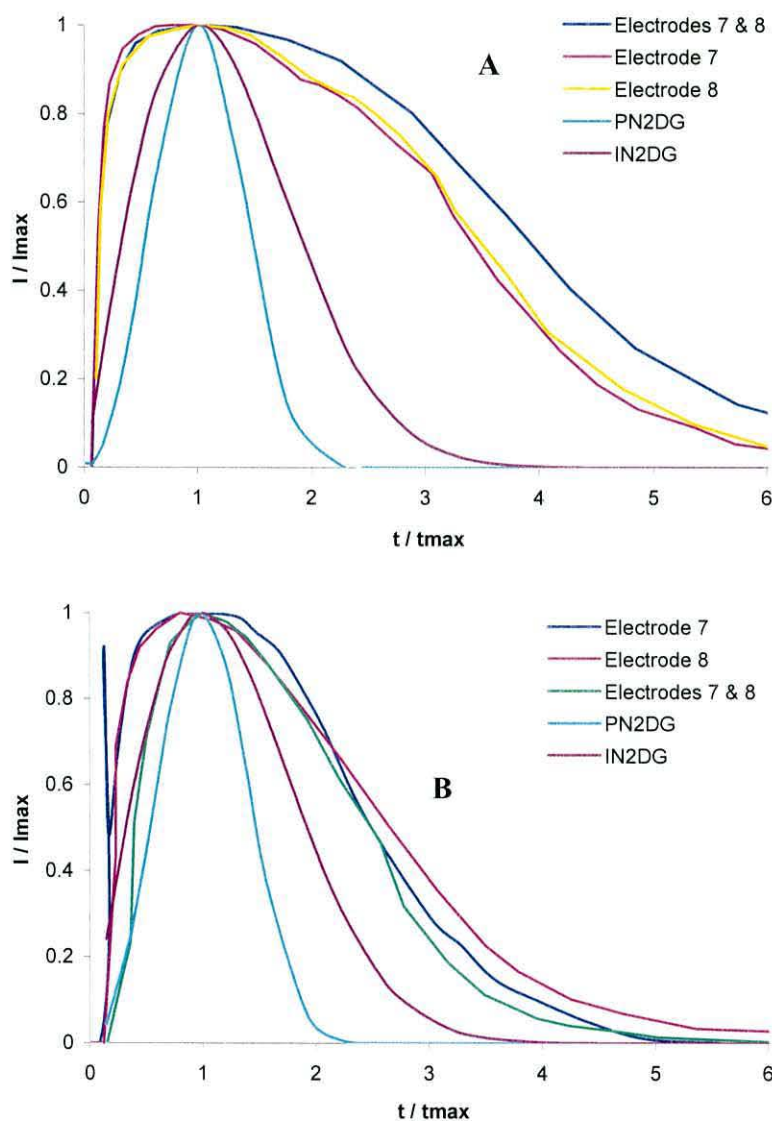 A
Electrodes 7 & 8
Electrode 7
Electrode 8
PN2DG
IN2DG
I / Imax
1
0.8
0.6
0.4
0.2
0
0 1 2 3 4 5 6
t / tmax
B
Electrode 7
Electrode 8
Electrodes 7 & 8
PN2DG
IN2DG
I / Imax
1
0.8
0.6
0.4
0.2
0
0 1 2 3 4 5 6
t / tmax